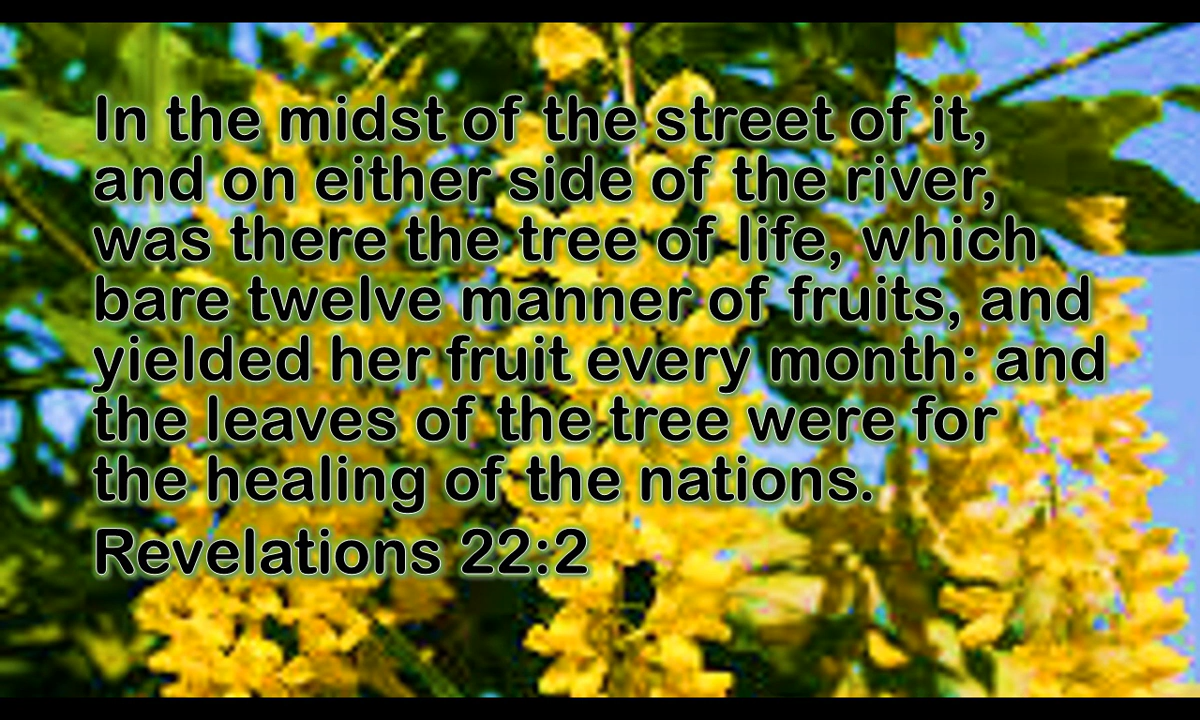 In the midst of the street of it,
and on either side of the river,
was there the tree of life, which
bare twelve manner of fruits, and
yielded her fruit every month: and
the leaves of the tree were for
the healing of the nations.
Revelations 22:2